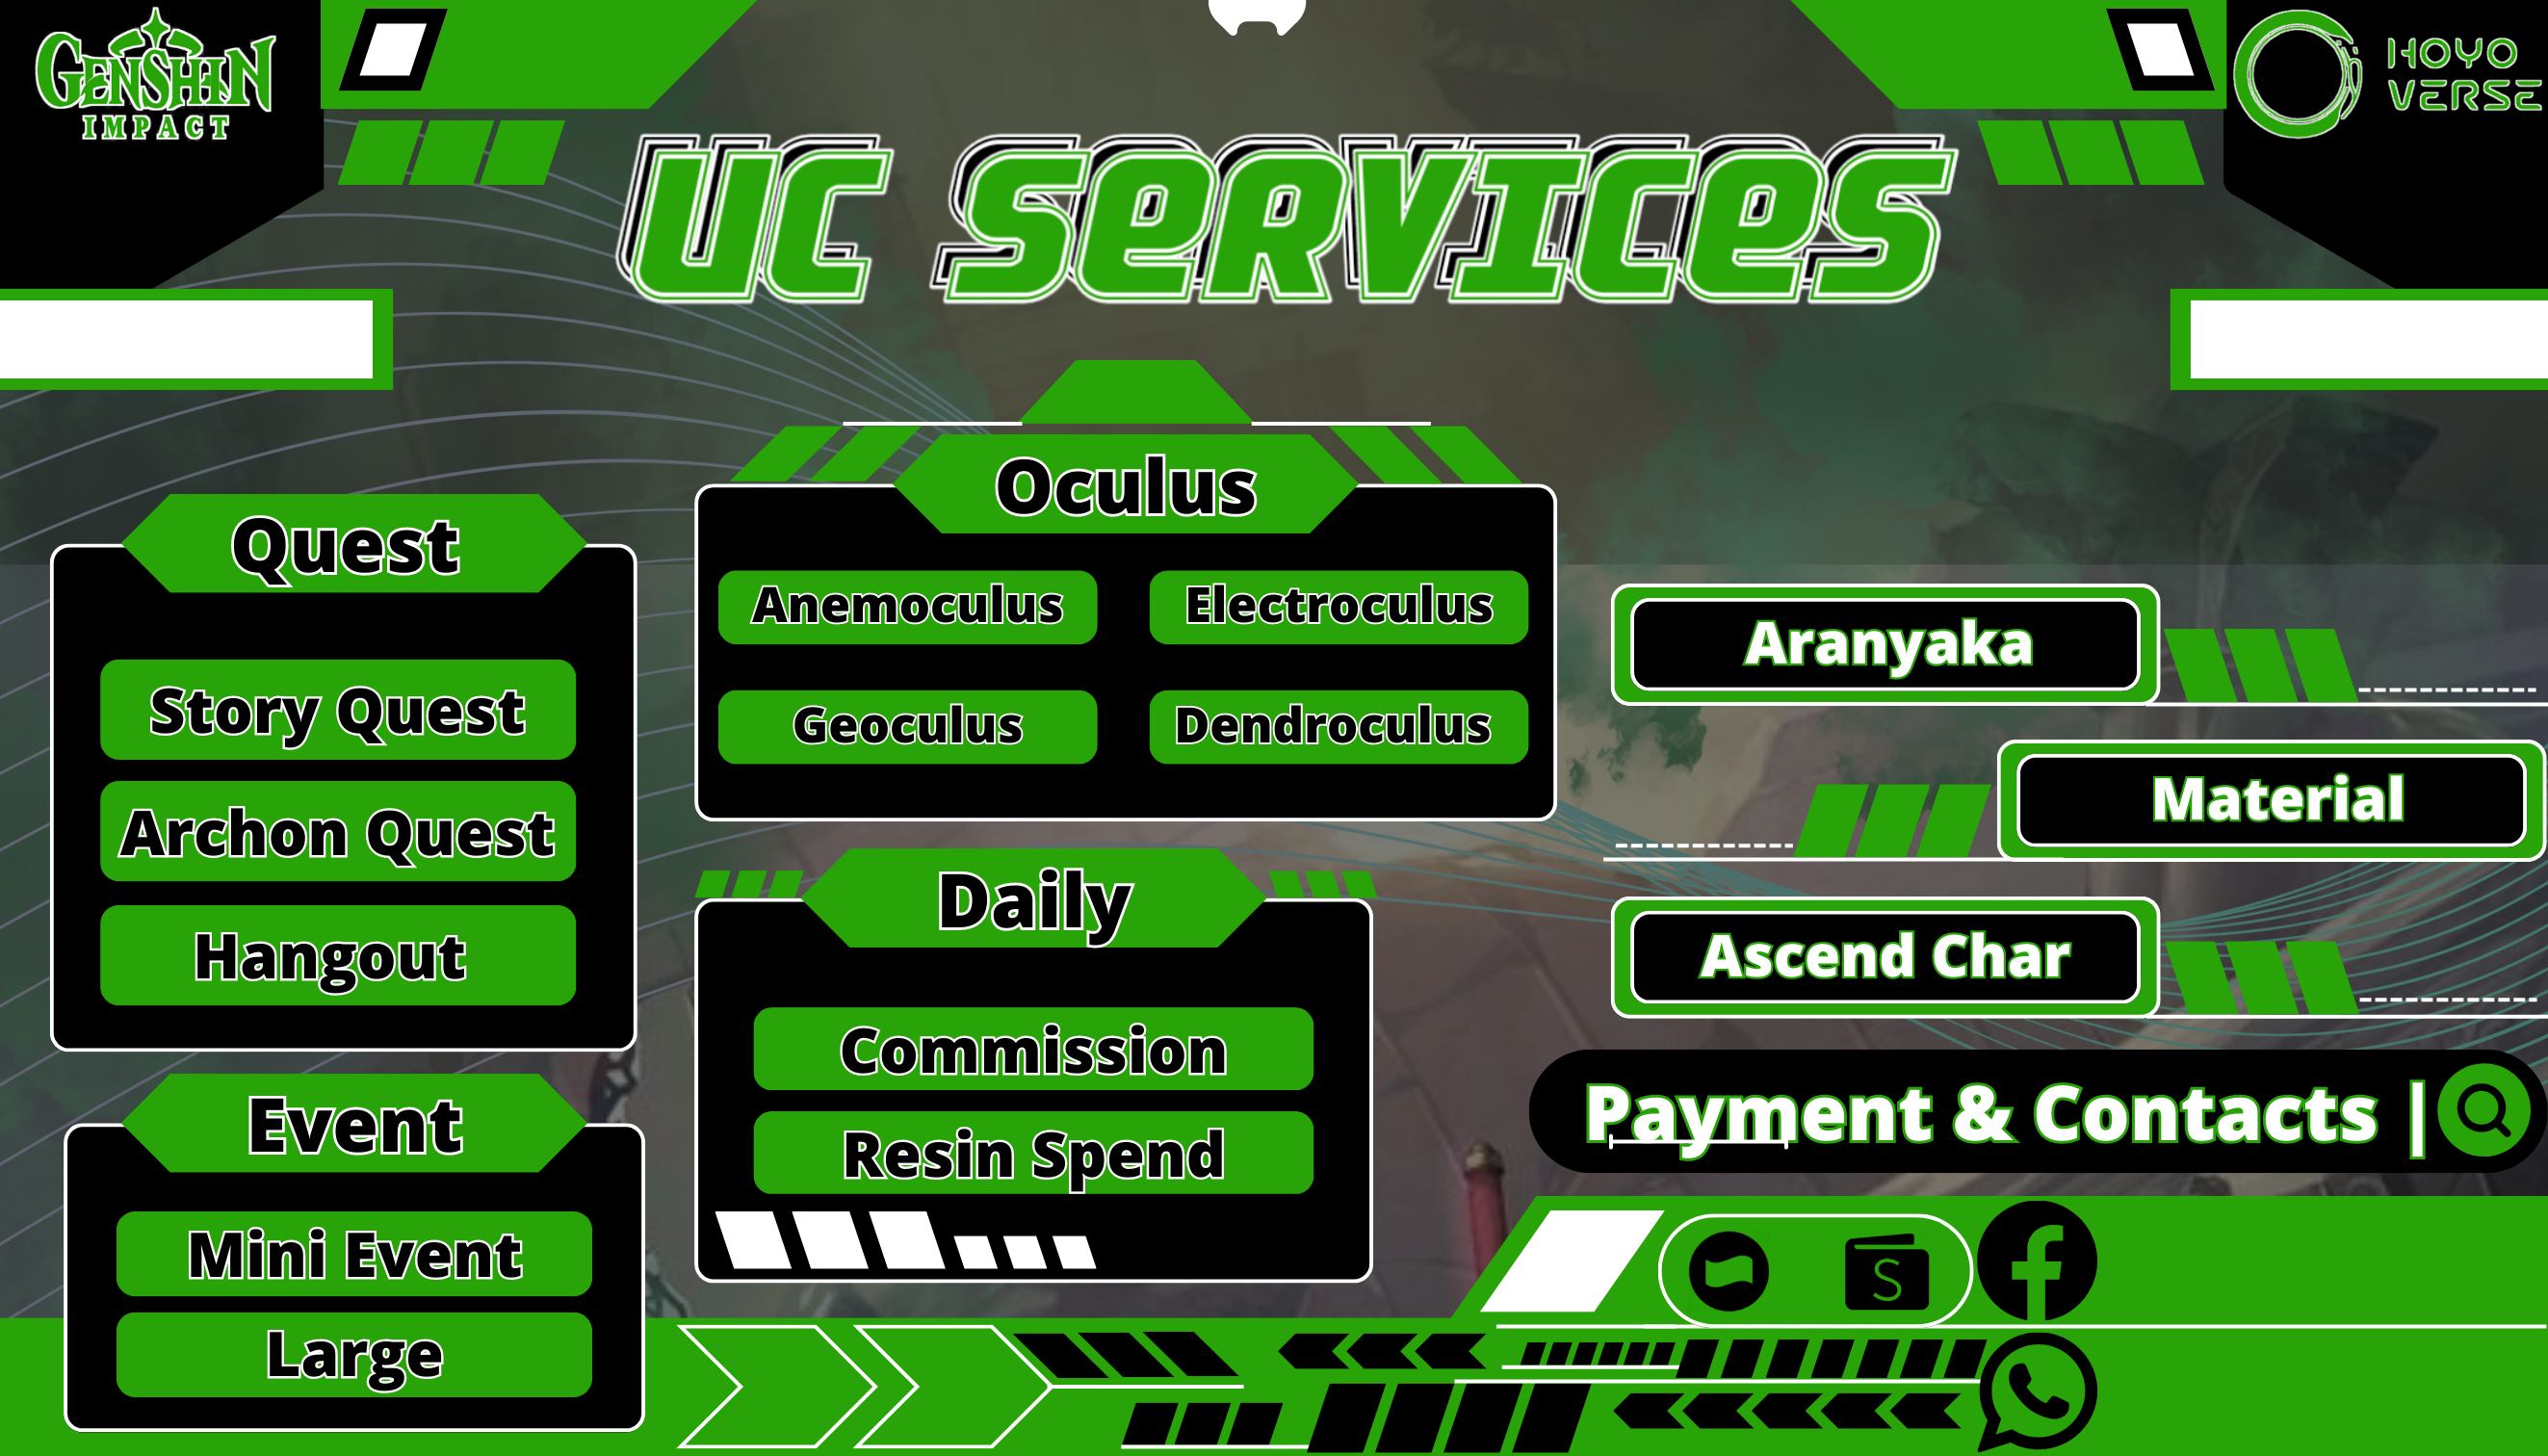 GENSHIN
IMPACT
HOYO
VERSE
UC SERVICES
Oculus
Anemoculus
Electroculus
Geoculus
Dendroculus
Quest
Story Quest
Archon Quest
Hangout
Event
Mini Event
Large
Daily
Commission
Resin Spend
Aranyaka
Material
Ascend Char
Payment & Contacts |
S